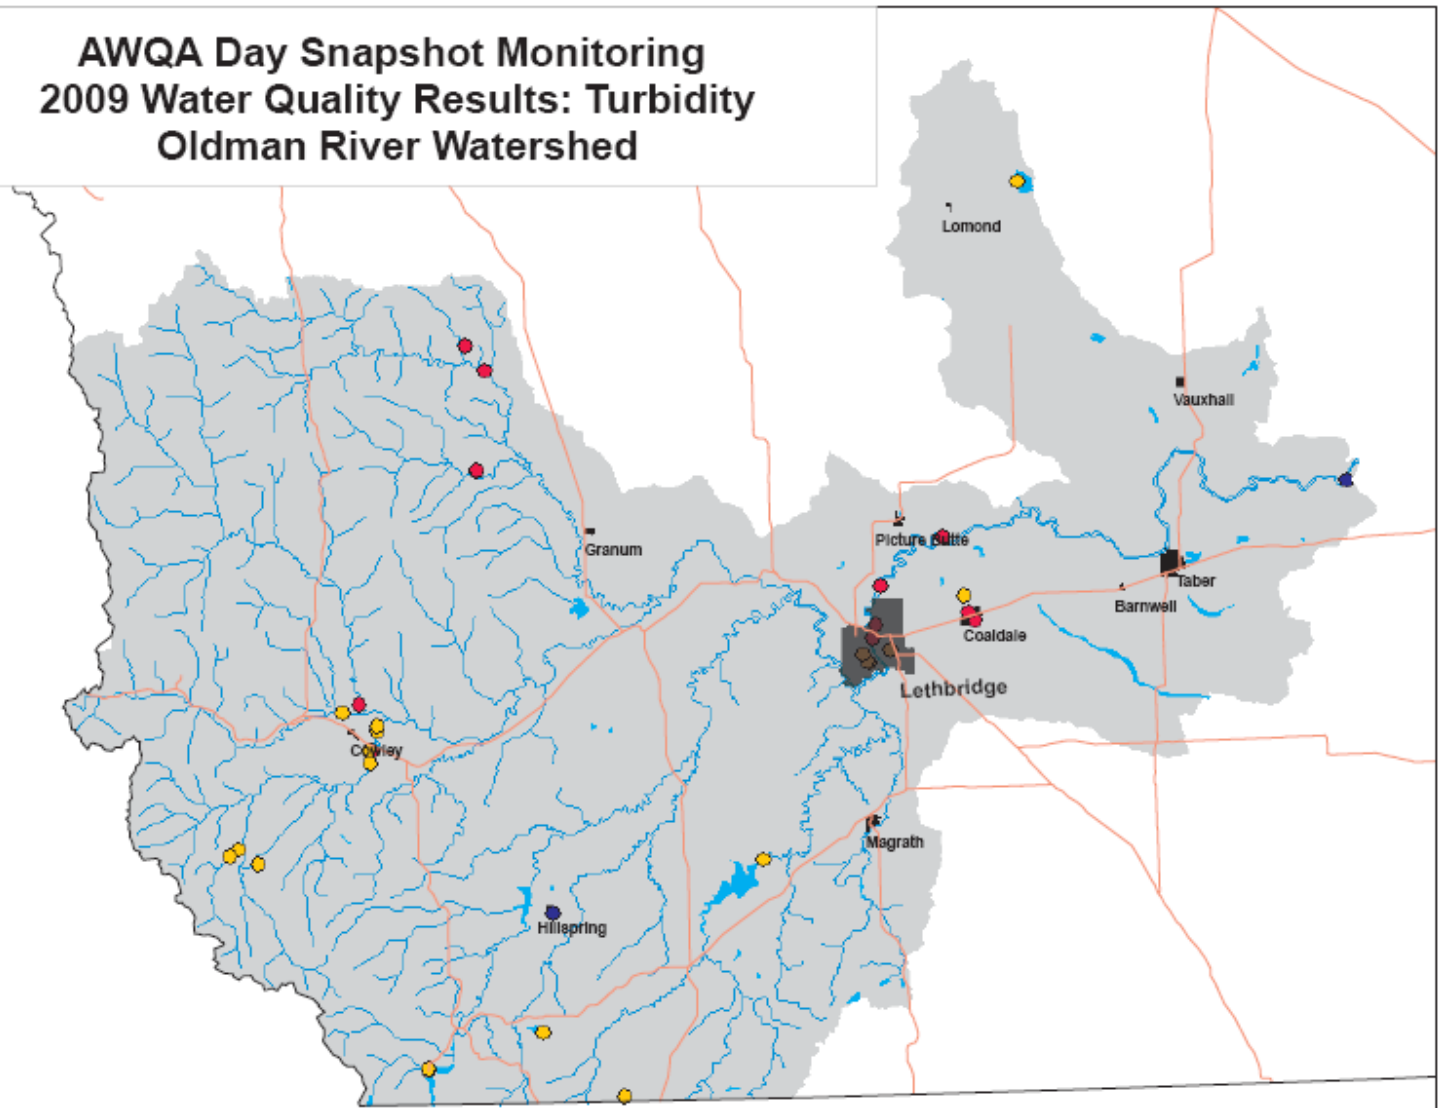 AWQA Day Snapshot Monitoring
2009 Water Quality Results: Turbidity
Oldman River Watershed
Lomond
Vauxhall
Granum
Picture Butte
Taber
Barnwell
Coaldale
Lethbridge
Cowley
Magrath
Hillspring